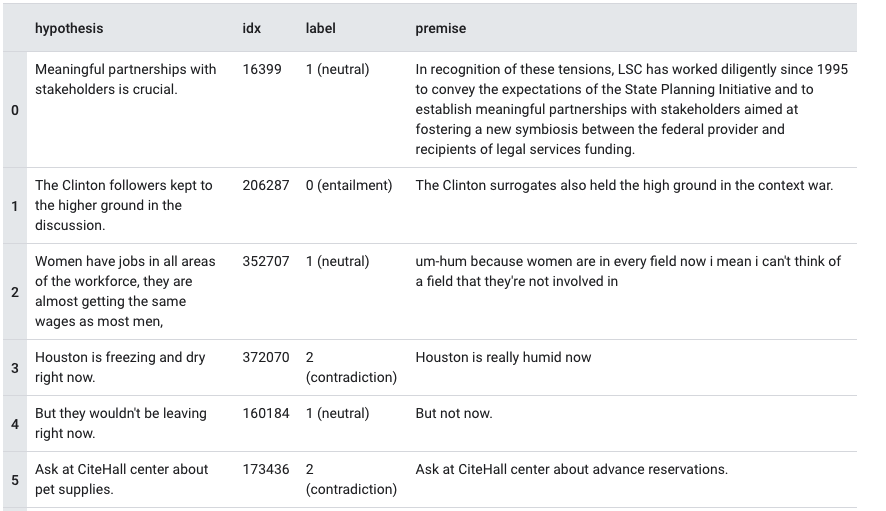 hypothesis idx label premise
0 Meaningful partnerships with 16399 1 (neutral) In recognition of these tensions, LSC has worked diligently since 1995
stakeholders is crucial. to convey the expectations of the State Planning Initiative and to
establish meaningful partnerships with stakeholders aimed at
fostering a new symbiosis between the federal provider and
recipients of legal services funding.
1 The Clinton followers kept to 206287 0 (entailment) The Clinton surrogates also held the high ground in the context war.
the higher ground in the
discussion.
2 Women have jobs in all areas 352707 1 (neutral) um-hum because women are in every field now i mean i can't think of
of the workforce, they are a field that they're not involved in
almost getting the same
wages as most men,
3 Houston is freezing and dry 372070 2 Houston is really humid now
right now. (contradiction)
4 But they wouldn't be leaving 160184 1 (neutral) But not now.
right now.
5 Ask at CiteHall center about 173436 2 Ask at CiteHall center about advance reservations.
pet supplies. (contradiction)